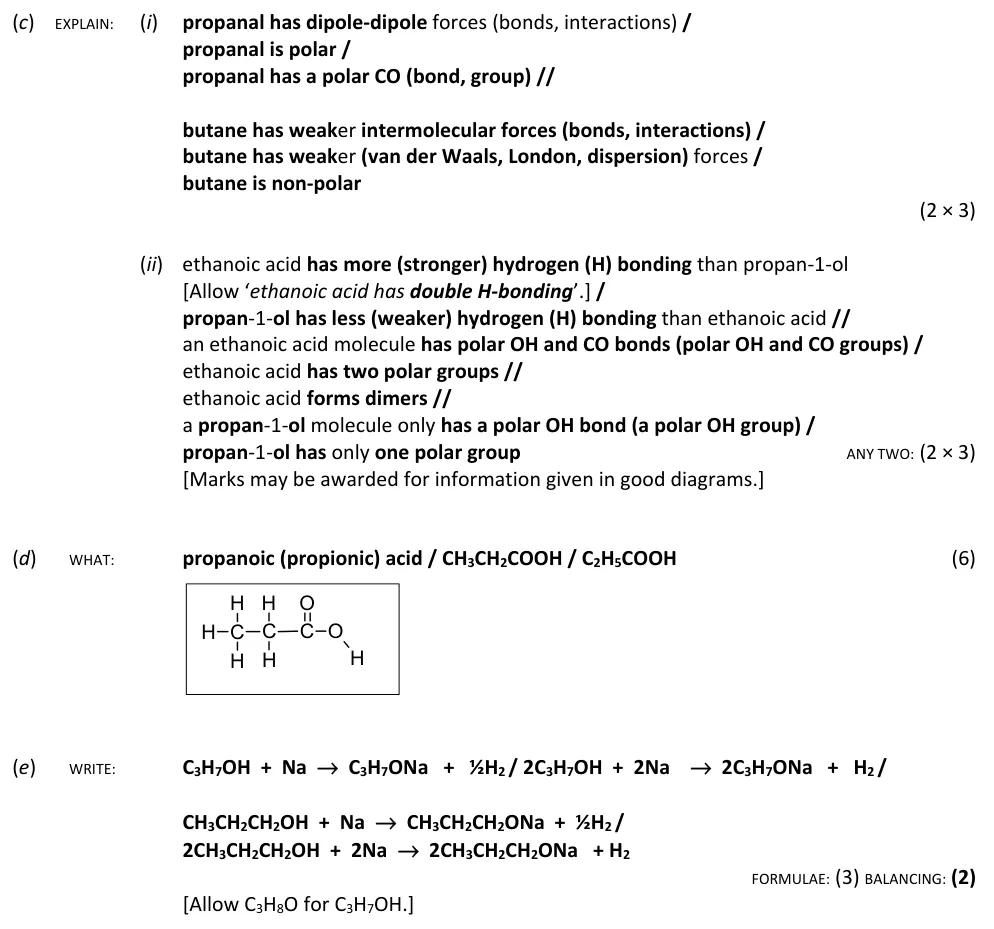 (c) EXPLAIN: (i) propanal has dipole-dipole forces (bonds, interactions) /
propanal is polar /
propanal has a polar CO (bond, group) //
butane has weaker intermolecular forces (bonds, interactions) /
butane has weaker (van der Waals, London, dispersion) forces /
butane is non-polar
(2 × 3)
(ii) ethanoic acid has more (stronger) hydrogen (H) bonding than propan-1-ol
[Allow ‘ethanoic acid has double H-bonding’.] /
propan-1-ol has less (weaker) hydrogen (H) bonding than ethanoic acid //
an ethanoic acid molecule has polar OH and CO bonds (polar OH and CO groups) /
ethanoic acid has two polar groups //
ethanoic acid forms dimers //
a propan-1-ol molecule only has a polar OH bond (a polar OH group) /
propan-1-ol has only one polar group ANY TWO: (2 × 3)
[Marks may be awarded for information given in good diagrams.]
(d) WHAT: propanoic (propionic) acid / CH₃CH₂COOH / C₂H₅COOH (6)
H H O
H–C–C–C–O
H H H
(e) WRITE: C₃H₇OH + Na → C₃H₇ONa + ½H₂ / 2C₃H₇OH + 2Na → 2C₃H₇ONa + H₂ /
CH₃CH₂CH₂OH + Na → CH₃CH₂CH₂ONa + ½H₂ /
2CH₃CH₂CH₂OH + 2Na → 2CH₃CH₂CH₂ONa + H₂
FORMULAE: (3) BALANCING: (2)
[Allow C₃H₈O for C₃H₇OH.]